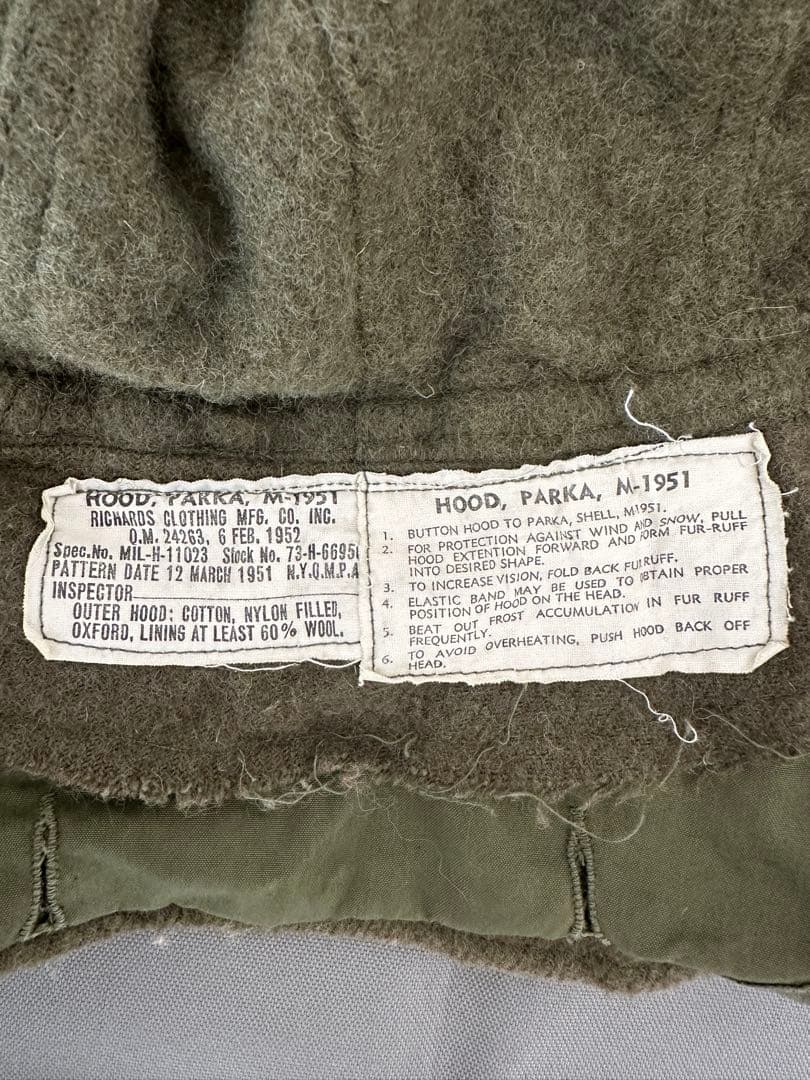 HOOD, PARKA, M-1951
RICHARDS CLOTHING MFG. CO. INC.
Q.M. 24263, 6 FEB. 1952
Spec.No. MIL-H-11023 Stock No. 73-H-6695
PATTERN DATE 12 MARCH 1951 N.Y.Q.M.P.A
INSPECTOR
OUTER HOOD: COTTON, NYLON FILLED,
OXFORD, LINING AT LEAST 60% WOOL.
HOOD, PARKA, M-1951
1. BUTTON HOOD TO PARKA, SHELL, M1951.
2. FOR PROTECTION AGAINST WIND AND SNOW, PULL
HOOD EXTENTION FORWARD AND FORM FUR-RUFF
INTO DESIRED SHAPE.
3. TO INCREASE VISION, FOLD BACK FUR RUFF.
4. ELASTIC BAND MAY BE USED TO OBTAIN PROPER
POSITION OF HOOD ON THE HEAD.
5. BEAT OUT FROST ACCUMULATION IN FUR RUFF
FREQUENTLY.
6. TO AVOID OVERHEATING, PUSH HOOD BACK OFF
HEAD.